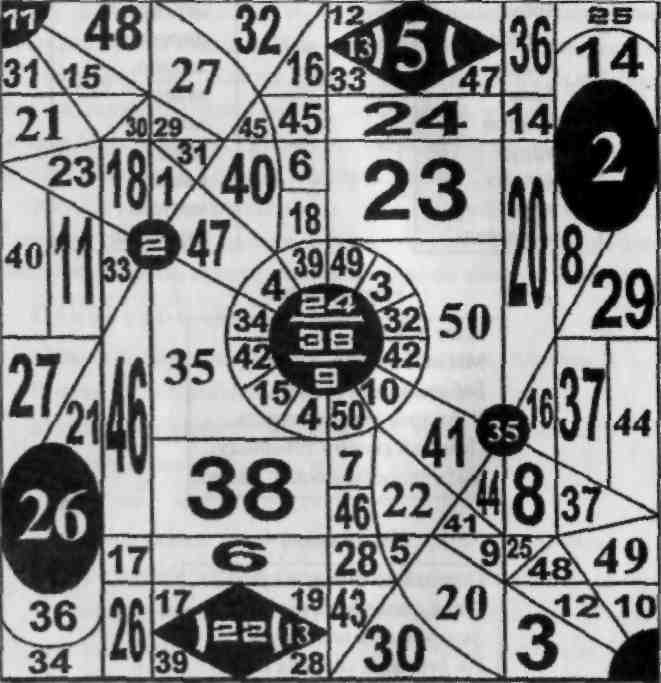 11 48 32 12 13 5 36 25
31 15 27 16 33 47 14
21 30 29 45 45 24 14 2
23 18 1 31 40 6 23
40 11 33 2 47 18 20 8 29
4 39 49 3
34 24 32 50
35 38
42 9 42
15 4 50 10
27 21 46 41 35 16 37 44
26 38 7 46 22 44 8 37
41
17 6 28 5 9 25 48 49
36 26 17 19 43 20 12 10
22 13 30 3
34 39 28